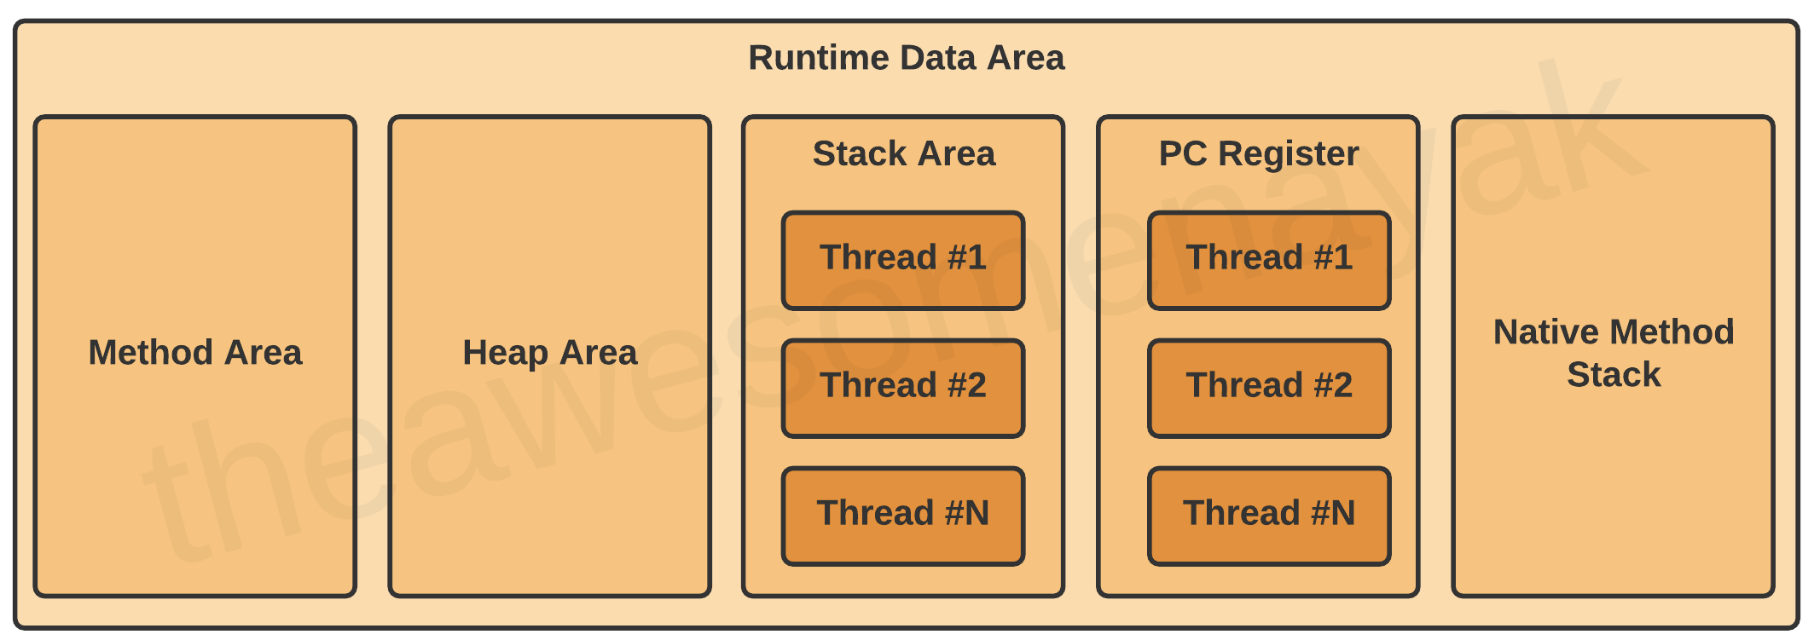 Runtime Data Area
Method Area
Heap Area
Stack Area
Thread #1
Thread #2
Thread #N
PC Register
Thread #1
Thread #2
Thread #N
Native Method
Stack
theawesomenayak